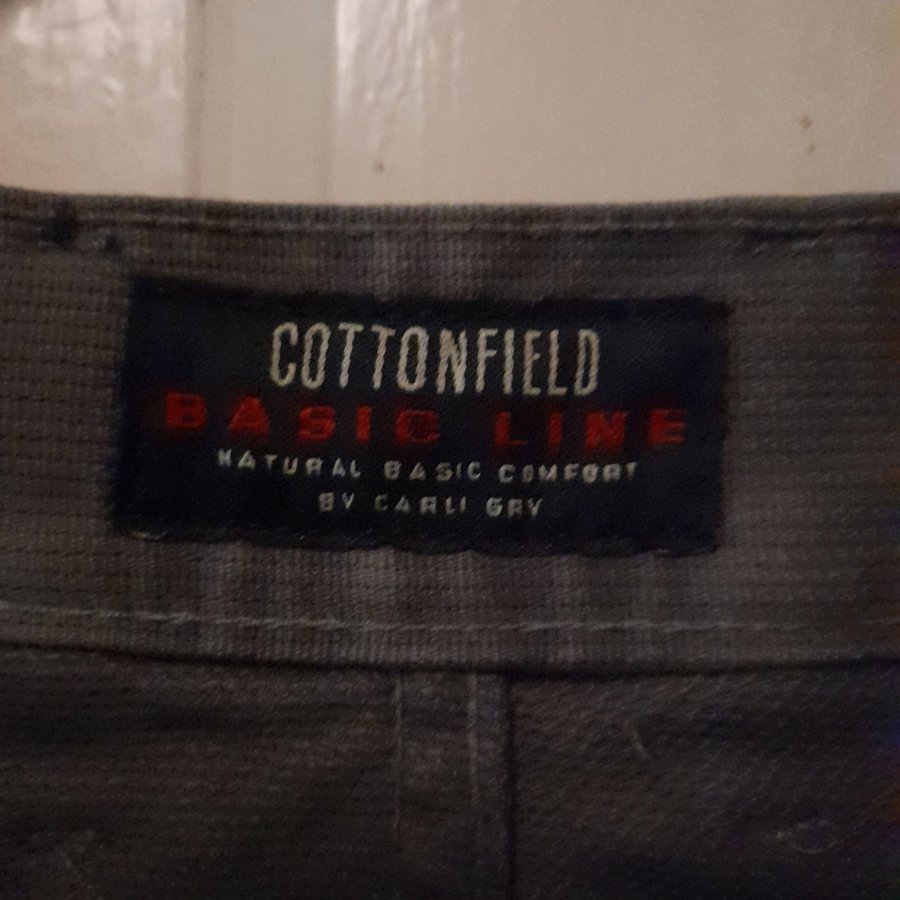 COTTONFIELD
BASIC LINE
NATURAL BASIC COMFORT
BY CARLI GRY